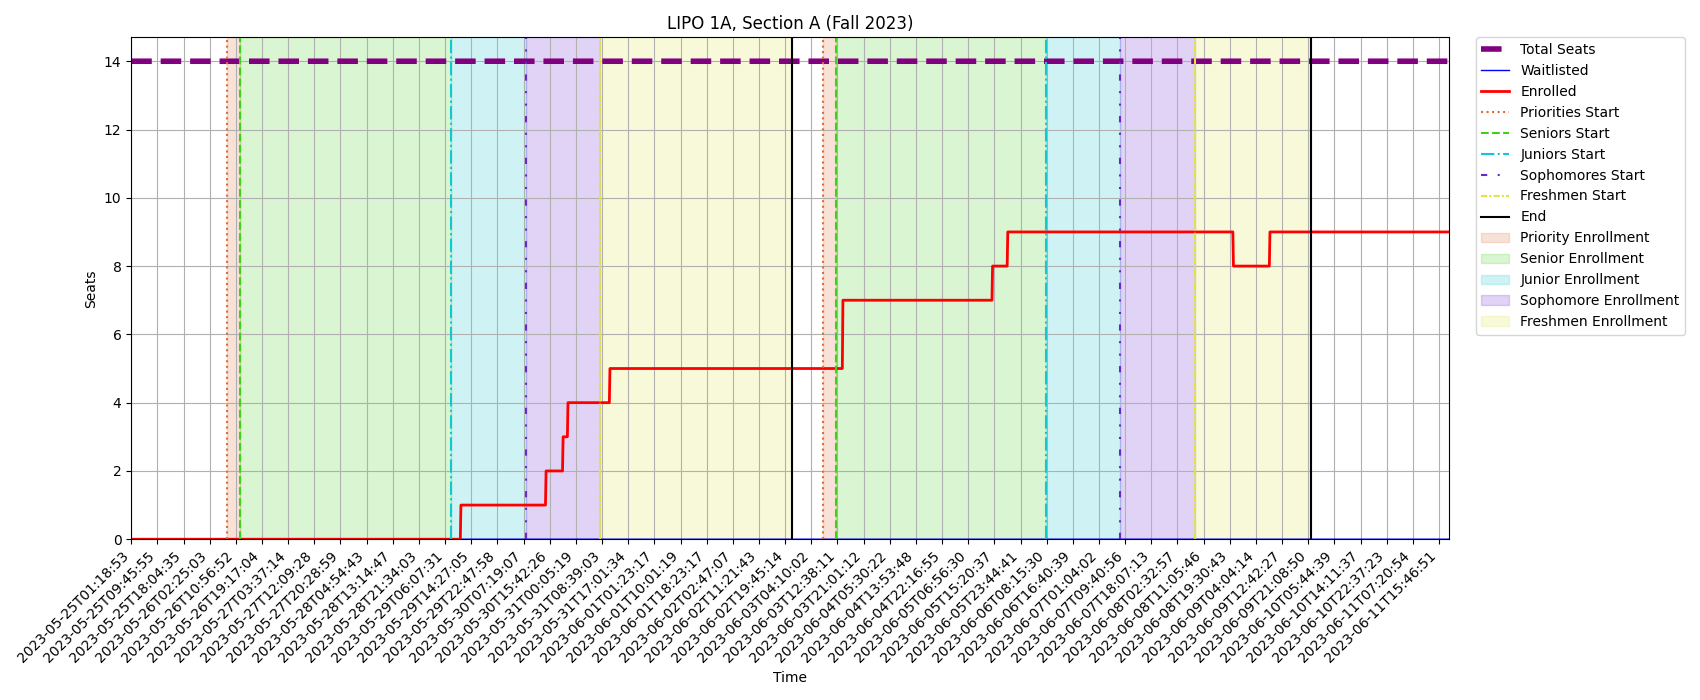 LIPO 1A, Section A (Fall 2023)
Seats
14
12
10
8
6
4
2
0
2023-05-25T01:18:53
2023-05-25T09:45:55
2023-05-25T18:04:35
2023-05-26T02:25:03
2023-05-26T10:56:52
2023-05-26T19:17:04
2023-05-27T03:37:14
2023-05-27T12:09:28
2023-05-27T20:28:59
2023-05-28T04:54:43
2023-05-28T13:14:47
2023-05-28T21:34:03
2023-05-29T06:07:31
2023-05-29T14:27:05
2023-05-29T22:47:58
2023-05-30T07:19:07
2023-05-30T15:42:26
2023-05-31T00:05:19
2023-05-31T08:39:03
2023-05-31T17:01:34
2023-06-01T01:23:17
2023-06-01T10:01:19
2023-06-01T18:23:17
2023-06-02T02:47:07
2023-06-02T11:21:43
2023-06-02T19:45:14
2023-06-03T04:10:02
2023-06-03T12:38:11
2023-06-03T21:01:12
2023-06-04T05:30:22
2023-06-04T13:53:48
2023-06-04T22:16:55
2023-06-05T06:56:30
2023-06-05T15:20:37
2023-06-05T23:44:41
2023-06-06T08:15:30
2023-06-06T16:40:39
2023-06-07T01:04:02
2023-06-07T09:40:56
2023-06-07T18:07:13
2023-06-08T02:32:57
2023-06-08T11:05:46
2023-06-08T19:30:43
2023-06-09T04:04:14
2023-06-09T12:42:27
2023-06-09T21:08:50
2023-06-10T05:44:39
2023-06-10T14:11:37
2023-06-10T22:37:23
2023-06-11T07:20:54
2023-06-11T15:46:51
Time
Total Seats
Waitlisted
Enrolled
Priorities Start
Seniors Start
Juniors Start
Sophomores Start
Freshmen Start
End
Priority Enrollment
Senior Enrollment
Junior Enrollment
Sophomore Enrollment
Freshmen Enrollment